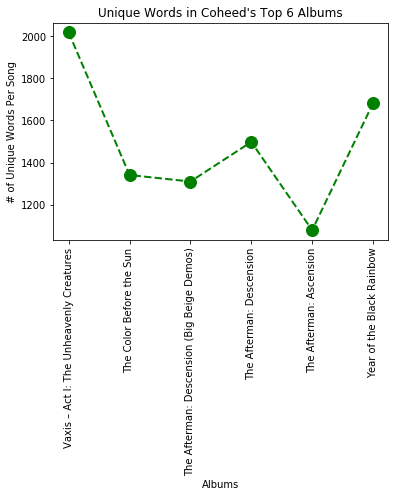 Unique Words in Coheed's Top 6 Albums
# of Unique Words Per Song
2000
1800
1600
1400
1200
Vaxis – Act I: The Unheavenly Creatures
The Color Before the Sun
The Afterman: Descension (Big Beige Demos)
The Afterman: Descension
The Afterman: Ascension
Year of the Black Rainbow
Albums